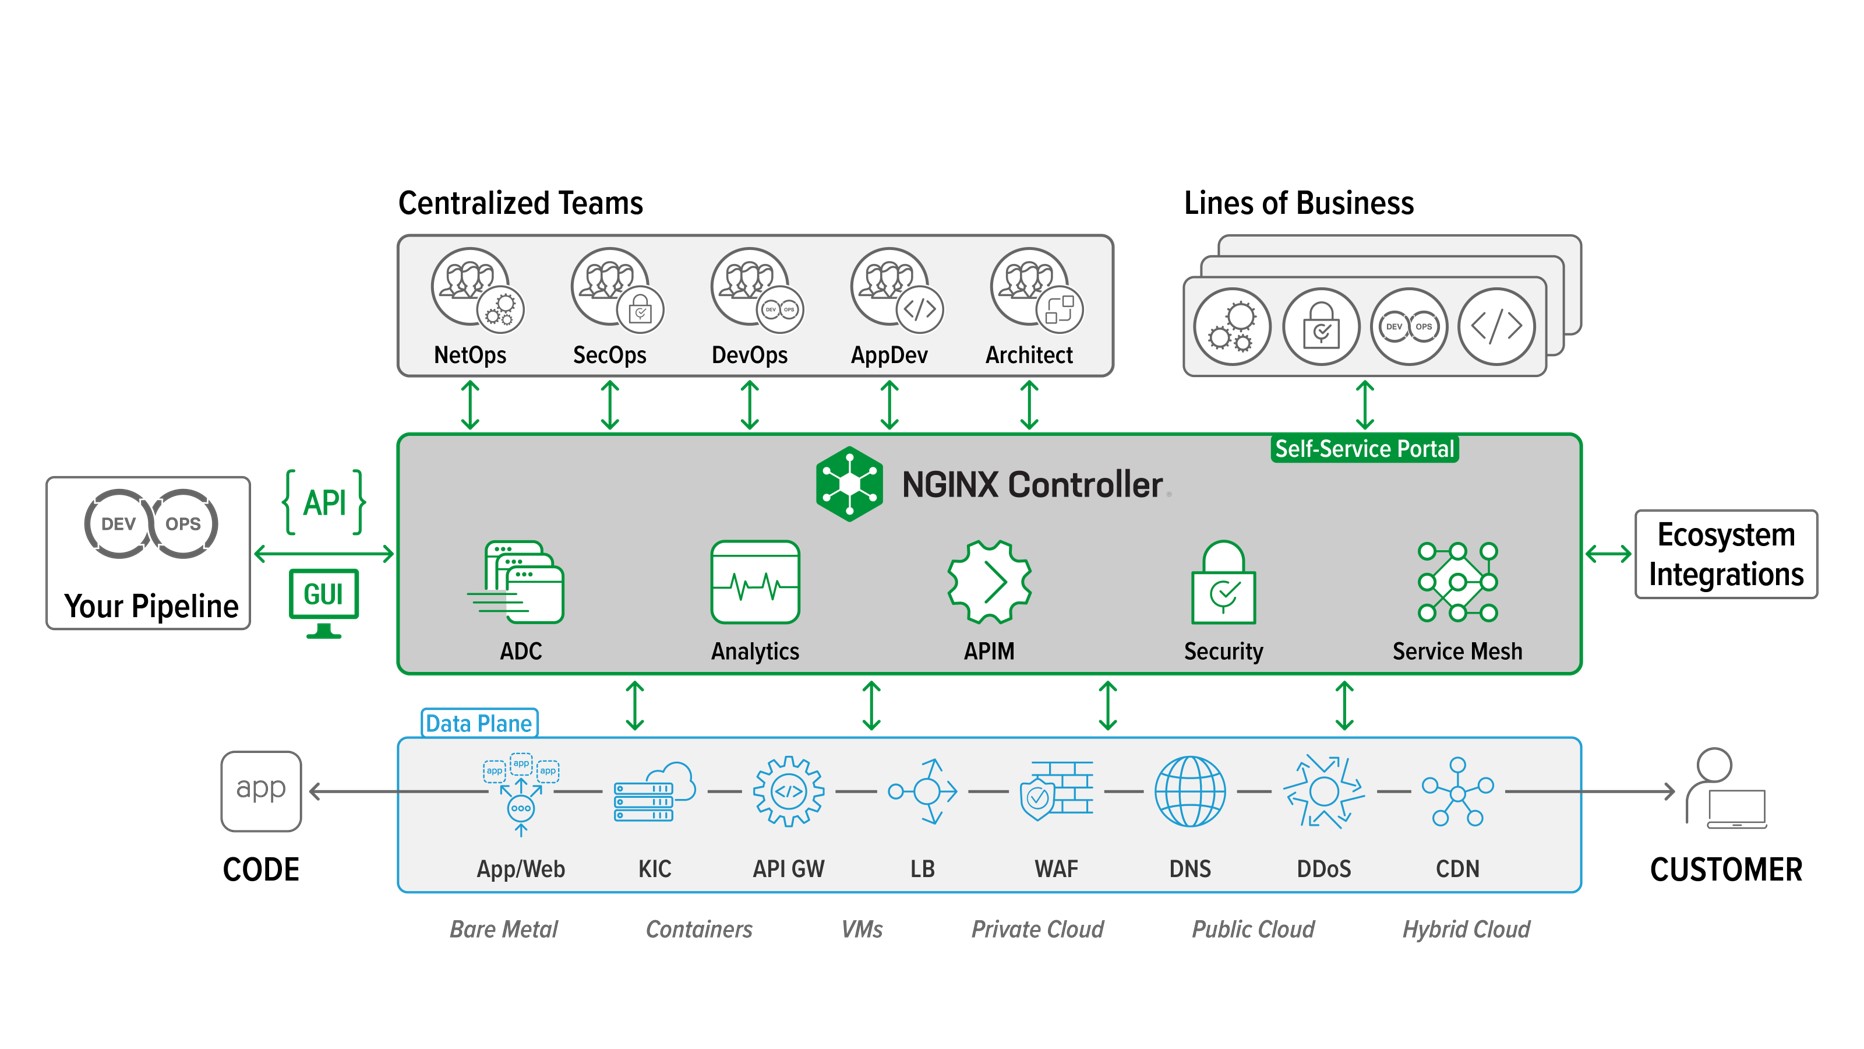 Centralized Teams
Lines of Business
DEV OPS
NetOps
SecOps
DevOps
AppDev
Architect
DEV OPS
Self-Service Portal
NGINX Controller
{API}
DEV OPS
Your Pipeline
GUI
Ecosystem
Integrations
ADC
Analytics
APIM
Security
Service Mesh
Data Plane
app
app
app
app
CODE
App/Web
KIC
API GW
LB
WAF
DNS
DDoS
CDN
CUSTOMER
Bare Metal
Containers
VMs
Private Cloud
Public Cloud
Hybrid Cloud